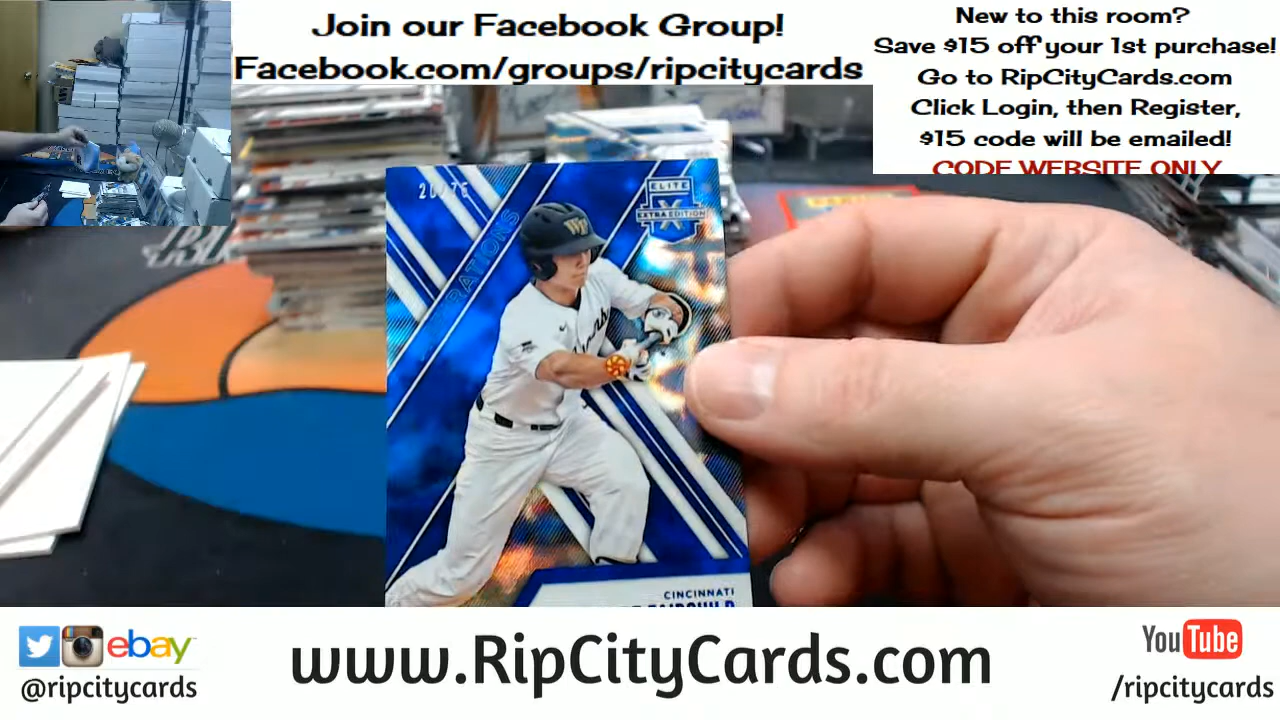 Join our Facebook Group!
Facebook.com/groups/ripcitycards
New to this room?
Save $15 off your 1st purchase!
Go to RipCityCards.com
Click Login, then Register,
$15 code will be emailed!
CODE WEBSITE ONLY
ELITE
EXTRA EDITION
X
WF
CINCINNATI
ebay
@ripcitycards
www.RipCityCards.com
YouTube
/ripcitycards